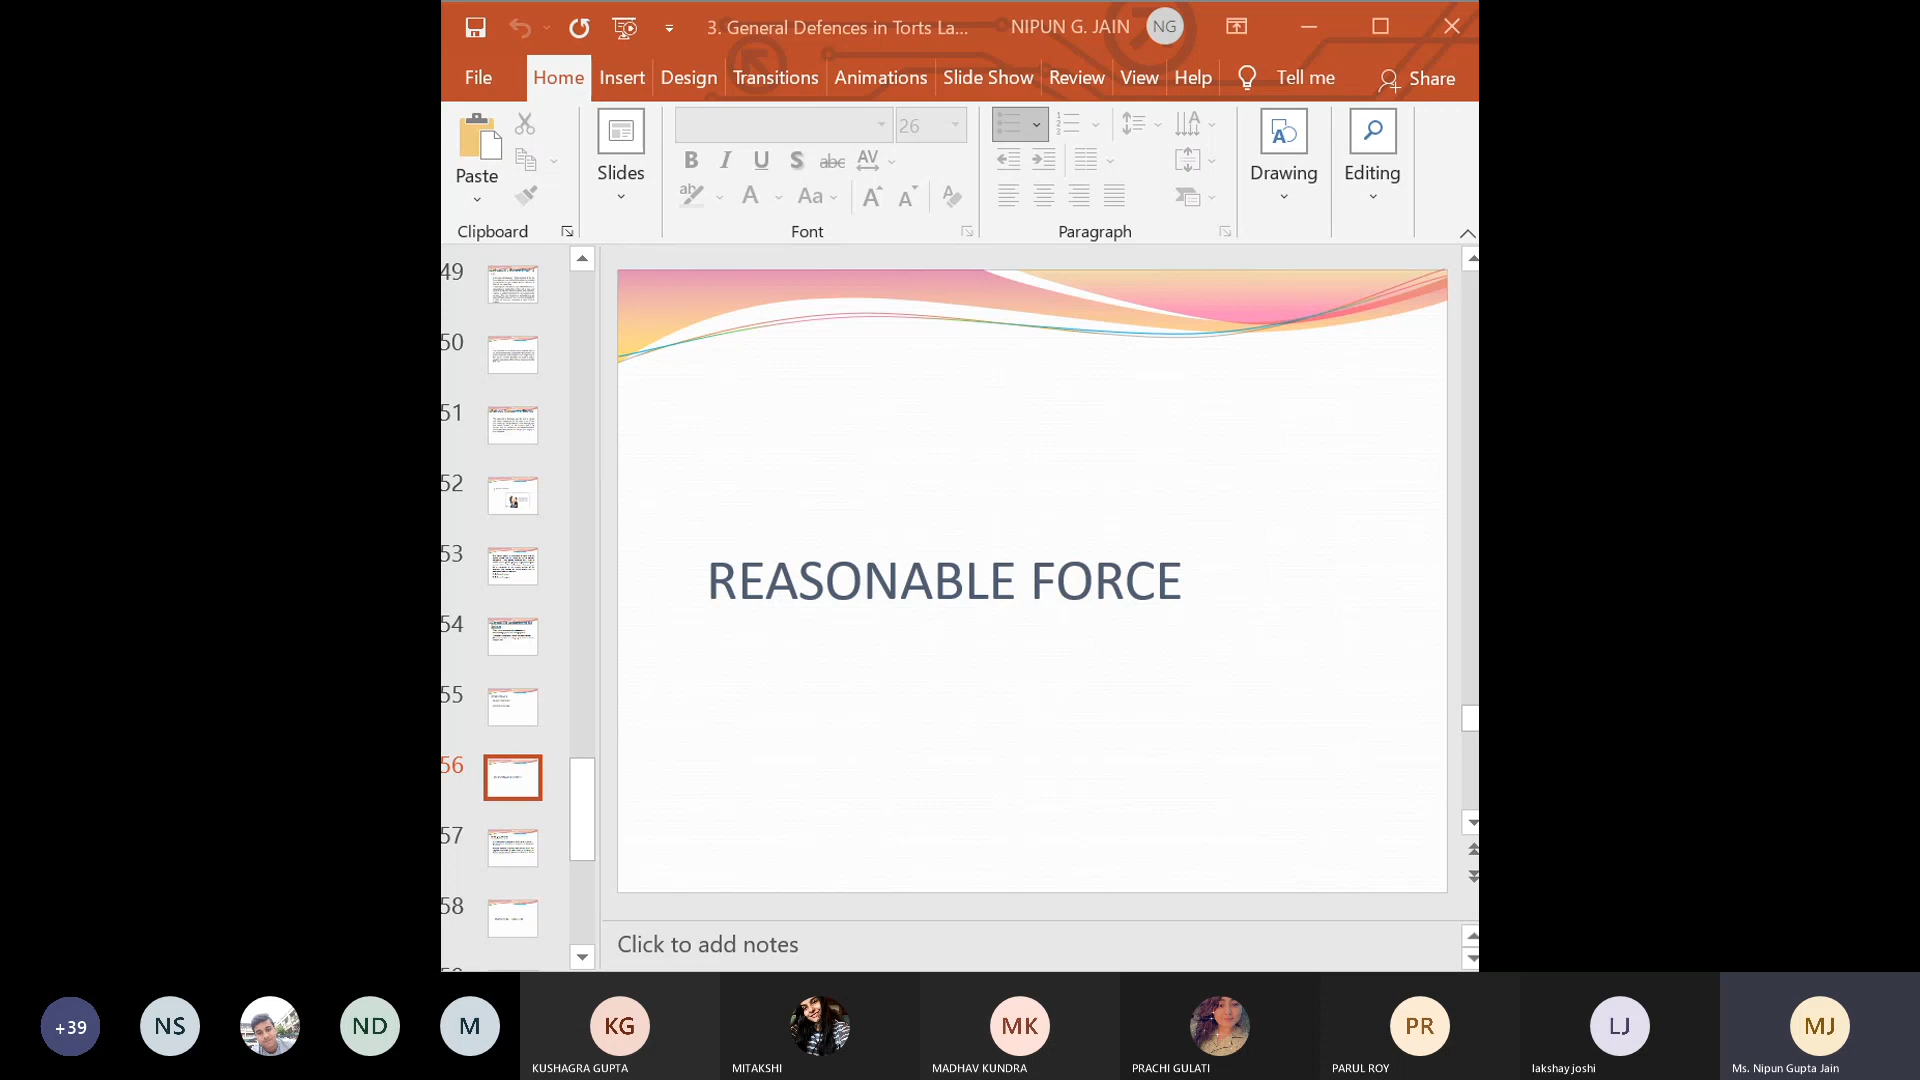 3. General Defences in Torts La...
NIPUN G. JAIN
NG
File
Home
Insert
Design
Transitions
Animations
Slide Show
Review
View
Help
Tell me
Share
Paste
Slides
26
Drawing
Editing
Clipboard
Font
Paragraph
49
50
51
52
53
54
55
56
57
58
REASONABLE FORCE
Click to add notes
+39
NS
ND
M
KG
MK
PR
LJ
MJ
KUSHAGRA GUPTA
MITAKSHI
MADHAV KUNDRA
PRACHI GULATI
PARUL ROY
lakshay joshi
Ms. Nipun Gupta Jain